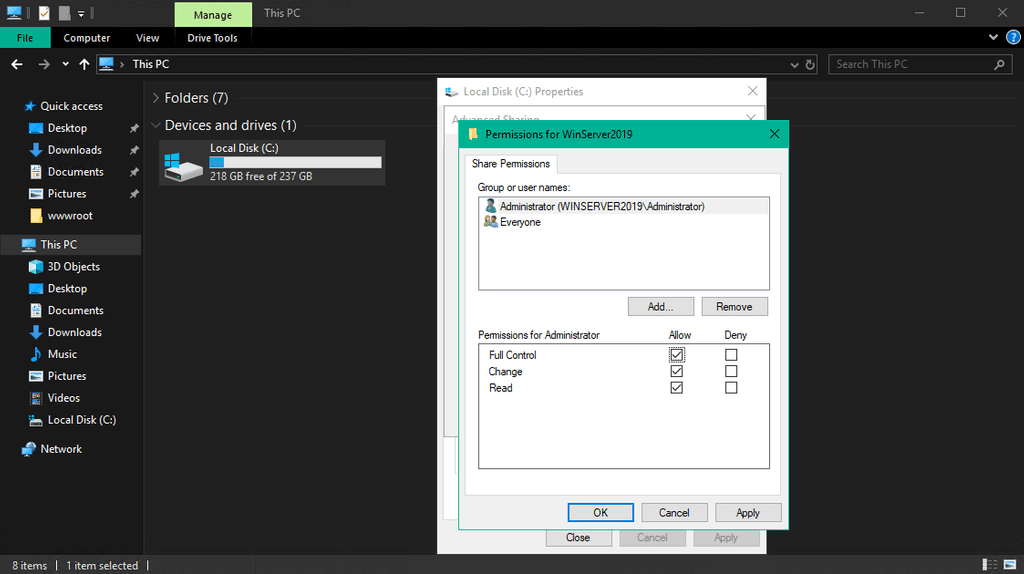 Manage
This PC
File
Computer
View
Drive Tools
This PC
Search This PC
Quick access
Desktop
Downloads
Documents
Pictures
wwwroot
This PC
3D Objects
Desktop
Documents
Downloads
Music
Pictures
Videos
Local Disk (C:)
Network
Folders (7)
Devices and drives (1)
Local Disk (C:)
218 GB free of 237 GB
Local Disk (C:) Properties
Advanced Sharing
Permissions for WinServer2019
Share Permissions
Group or user names:
Administrator (WINSERVER2019\Administrator)
Everyone
Add...
Remove
Permissions for Administrator
Allow
Deny
Full Control
Change
Read
OK
Cancel
Apply
Close
Cancel
Apply
8 items
1 item selected